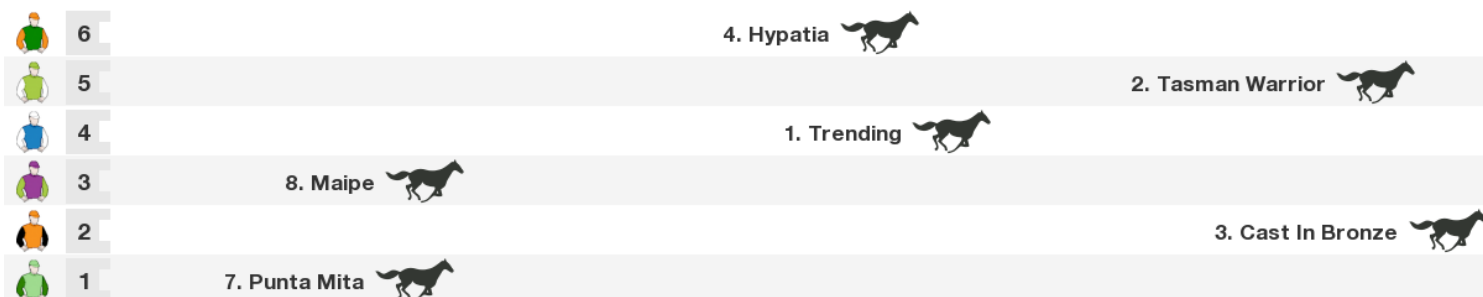 6 4. Hypatia
5 2. Tasman Warrior
4 1. Trending
3 8. Maipe
2 3. Cast In Bronze
1 7. Punta Mita